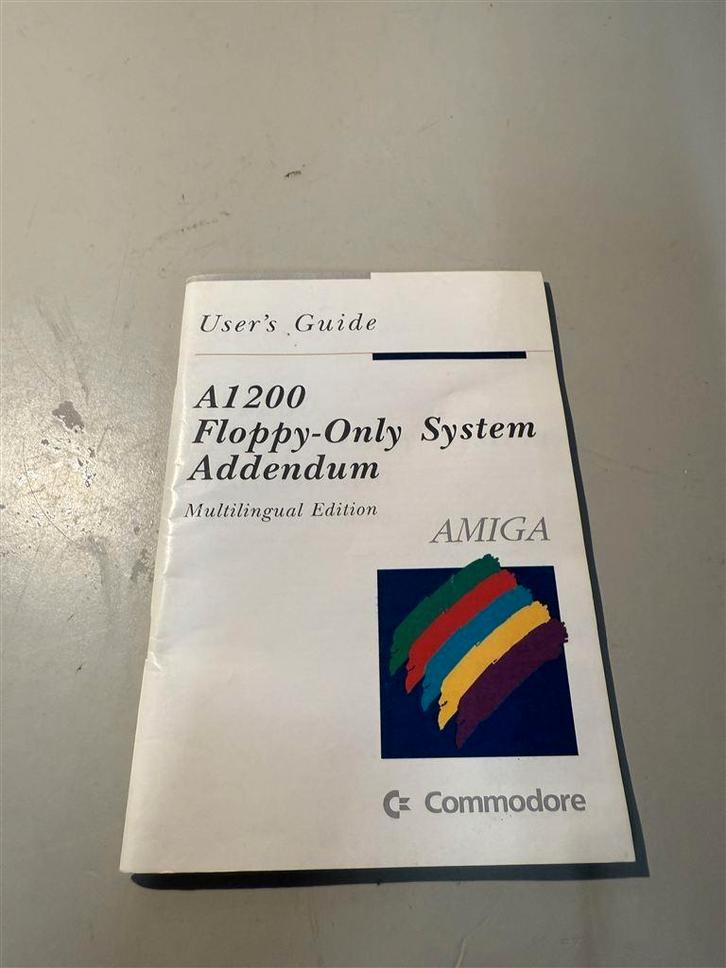 User's Guide
A1200
Floppy-Only System
Addendum
Multilingual Edition
AMIGA
Commodore